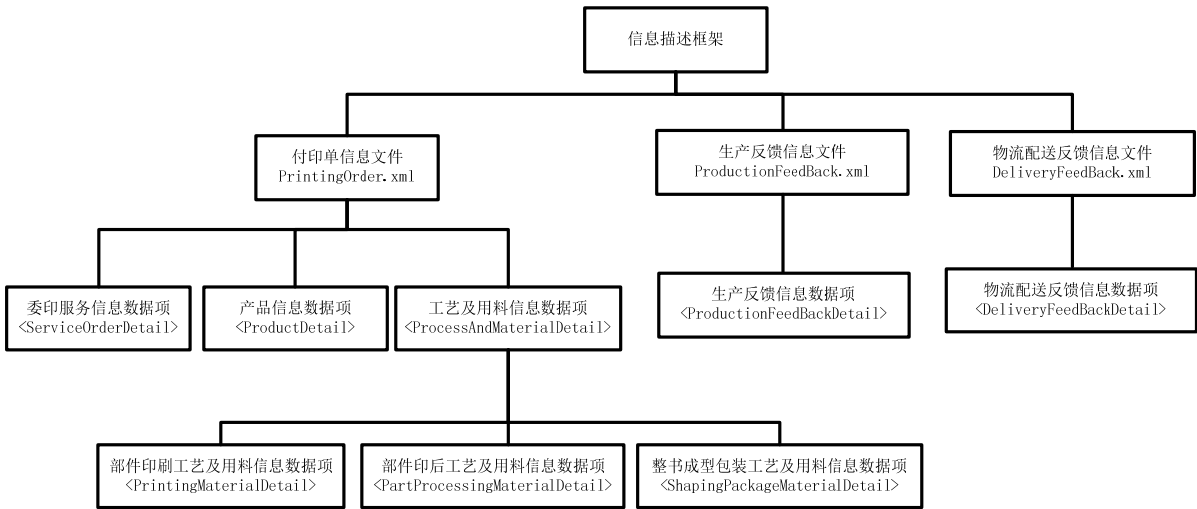 信息描述框架
付印单信息文件
PrintingOrder.xml
生产反馈信息文件
ProductionFeedBack.xml
物流配送反馈信息文件
DeliveryFeedBack.xml
委印服务信息数据项
<ServiceOrderDetail>
产品信息数据项
<ProductDetail>
工艺及用料信息数据项
<ProcessAndMaterialDetail>
生产反馈信息数据项
<ProductionFeedBackDetail>
物流配送反馈信息数据项
<DeliveryFeedBackDetail>
部件印刷工艺及用料信息数据项
<PrintingMaterialDetail>
部件印后工艺及用料信息数据项
<PartProcessingMaterialDetail>
整书成型包装工艺及用料信息数据项
<ShapingPackageMaterialDetail>